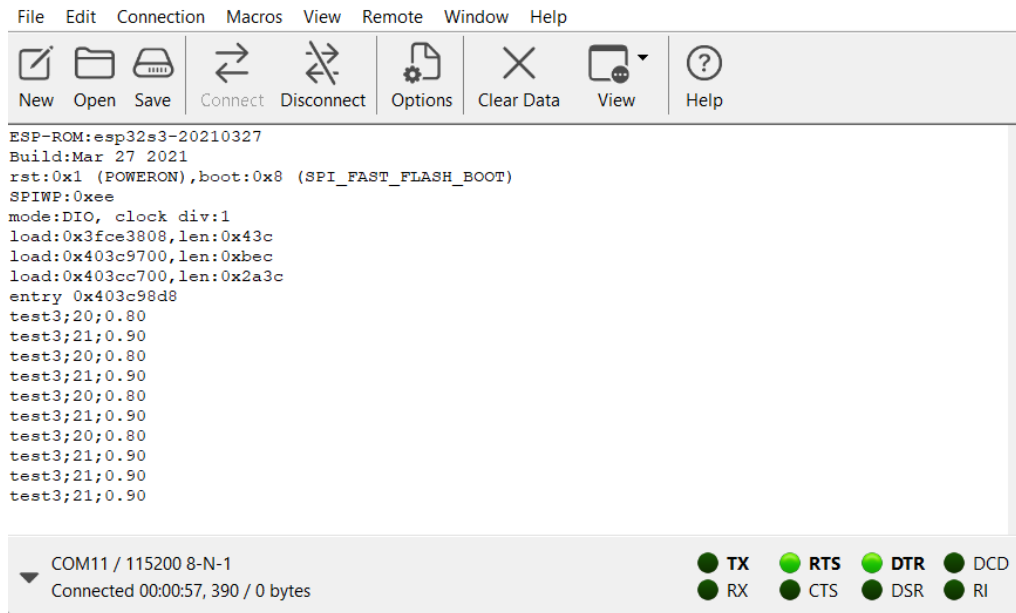 File Edit Connection Macros View Remote Window Help
New Open Save Connect Disconnect Options Clear Data View Help
ESP-ROM:esp32s3-20210327
Build:Mar 27 2021
rst:0x1 (POWERON),boot:0x8 (SPI_FAST_FLASH_BOOT)
SPIWP:0xee
mode:DIO, clock div:1
load:0x3fce3808,len:0x43c
load:0x403c9700,len:0xbec
load:0x403cc700,len:0x2a3c
entry 0x403c98d8
test3;20;0.80
test3;21;0.90
test3;20;0.80
test3;21;0.90
test3;20;0.80
test3;21;0.90
test3;20;0.80
test3;21;0.90
test3;21;0.90
test3;21;0.90
COM11 / 115200 8-N-1 TX RTS DTR DCD
Connected 00:00:57, 390 / 0 bytes RX CTS DSR RI